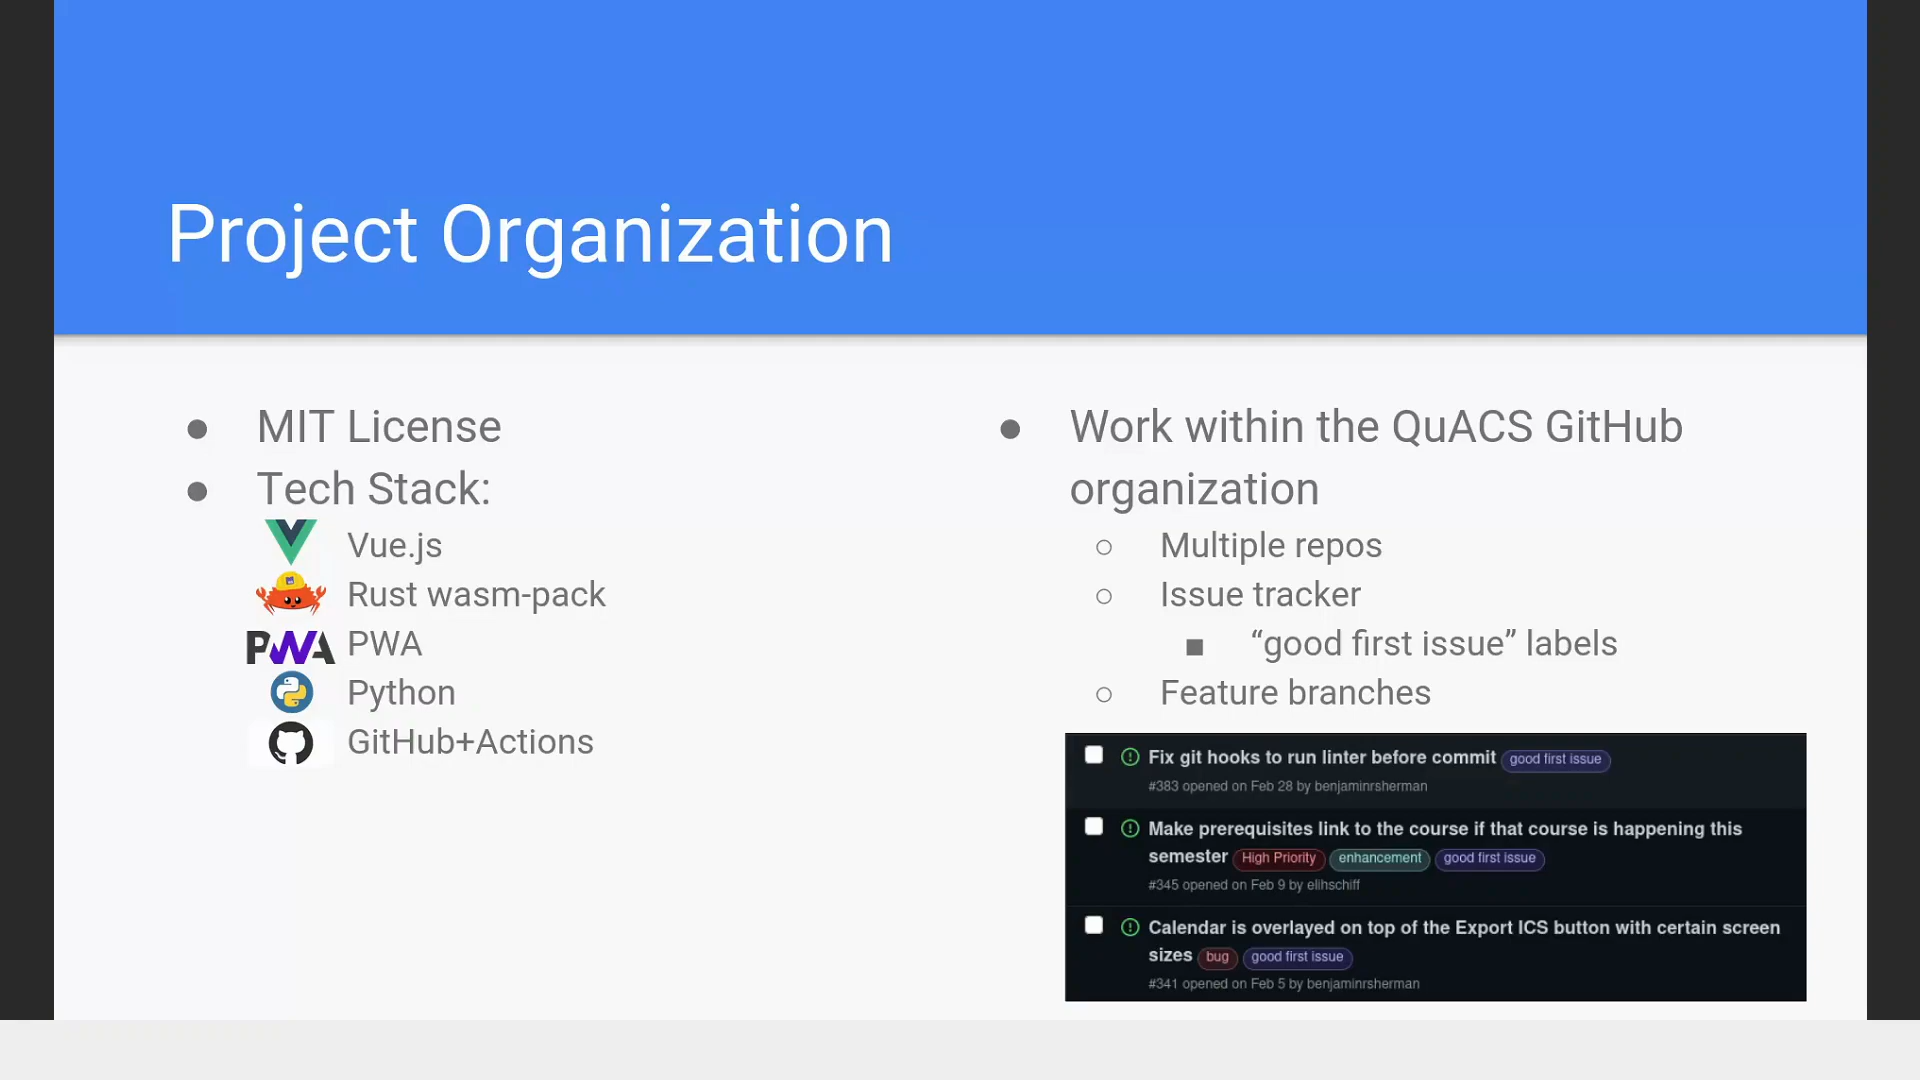 Project Organization
MIT License
Tech Stack:
Vue.js
Rust wasm-pack
PWA PWA
Python
GitHub+Actions
Work within the QuACS GitHub
organization
Multiple repos
Issue tracker
“good first issue” labels
Feature branches
Fix git hooks to run linter before commit good first issue
#383 opened on Feb 28 by benjaminrsherman
Make prerequisites link to the course if that course is happening this
semester High Priority enhancement good first issue
#345 opened on Feb 9 by elihschiff
Calendar is overlayed on top of the Export ICS button with certain screen
sizes bug good first issue
#341 opened on Feb 5 by benjaminrsherman